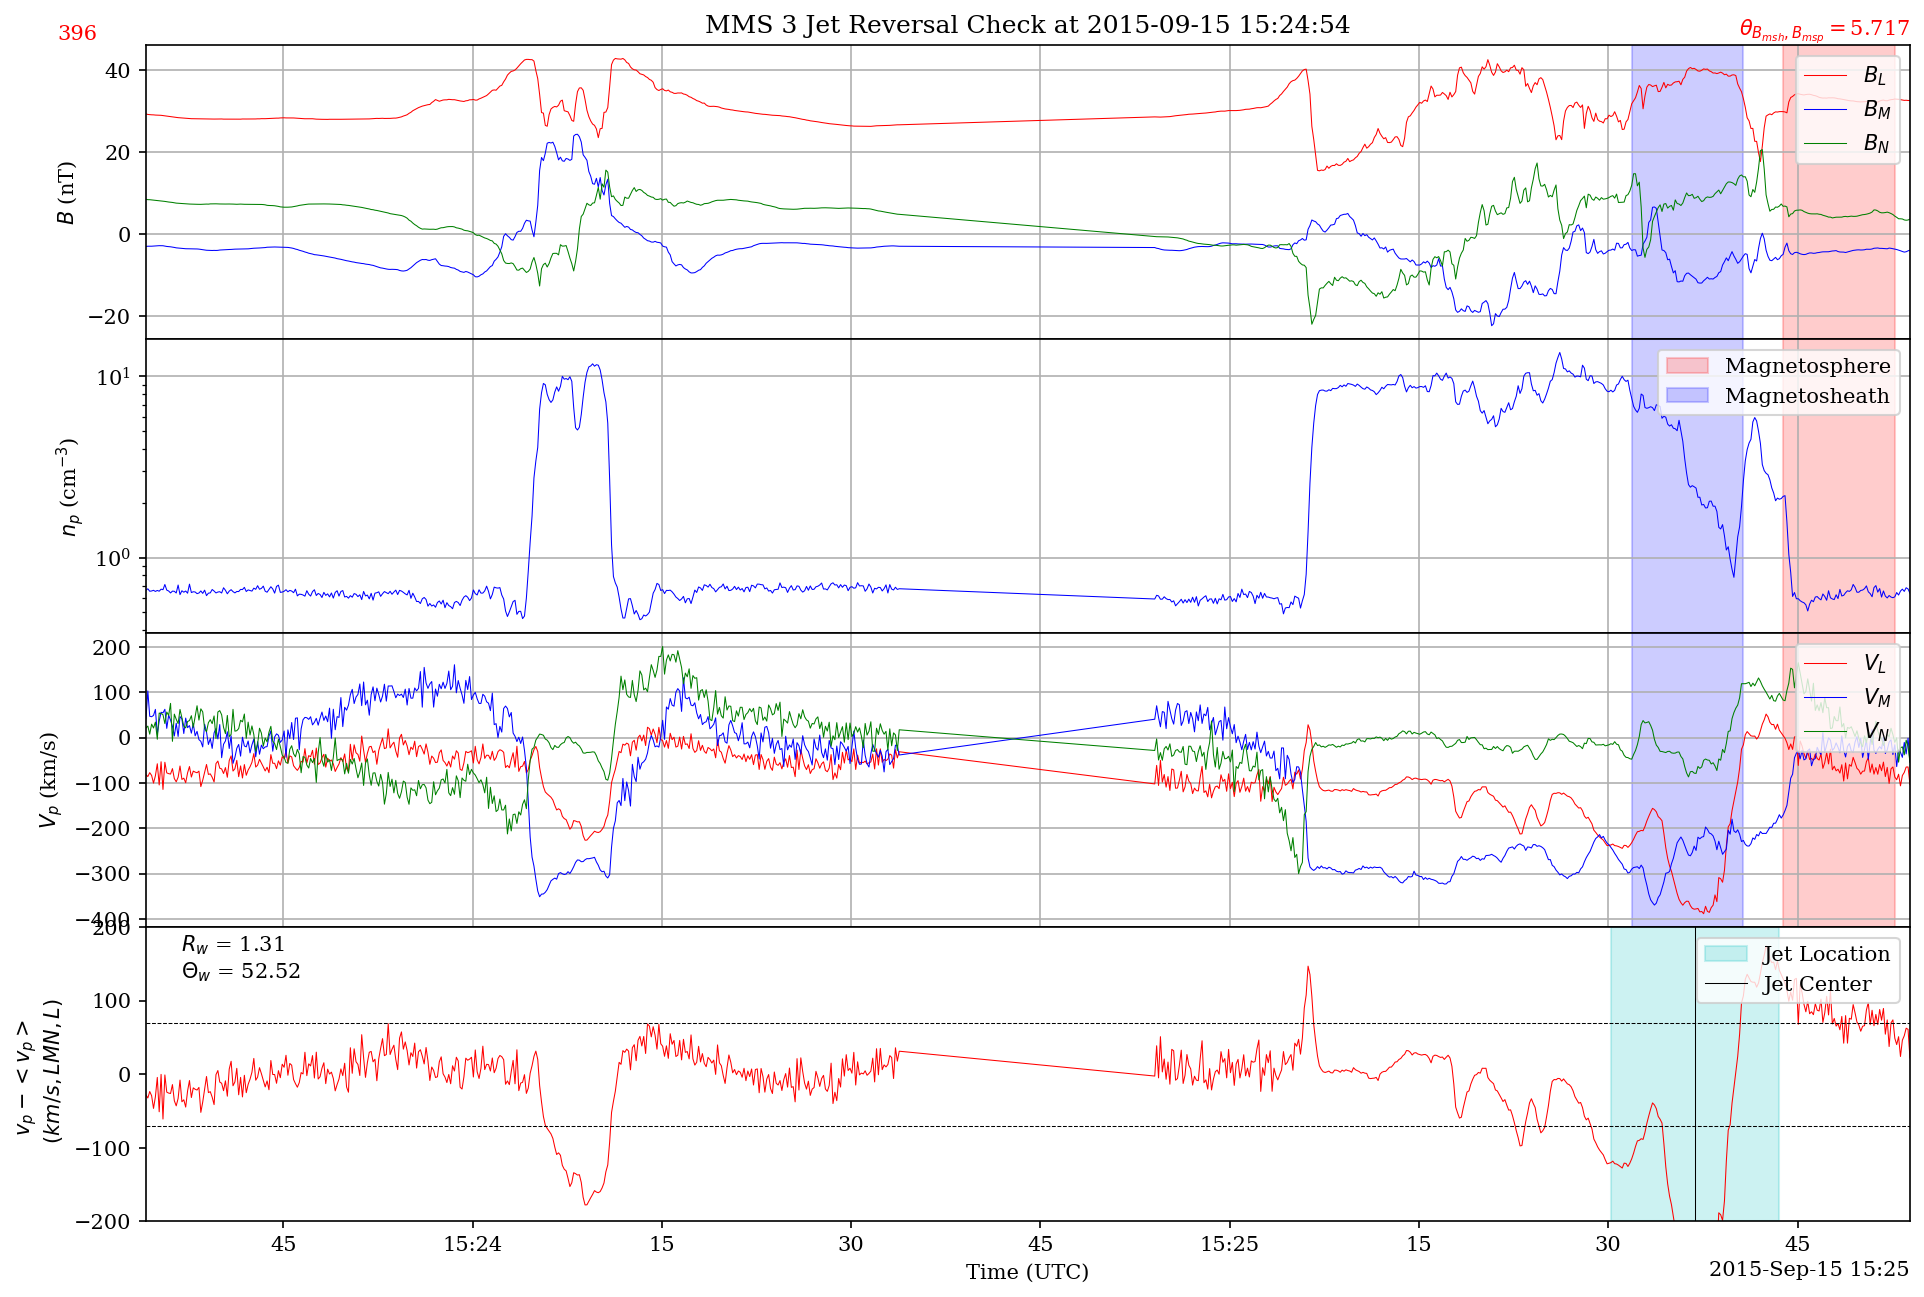 MMS 3 Jet Reversal Check at 2015-09-15 15:24:54
396
θ_{B_{msh}, B_{msp}} = 5.717
B (nT)
40
20
0
−20
B_L
B_M
B_N
n_p (cm⁻³)
10¹
10⁰
Magnetosphere
Magnetosheath
V_p (km/s)
200
100
0
−100
−200
−300
−400
V_L
V_M
V_N
v_p − < v_p >
(km/s, LMN, L)
200
100
0
−100
−200
R_w = 1.31
Θ_w = 52.52
Jet Location
Jet Center
45
15:24
15
30
45
15:25
15
30
45
Time (UTC)
2015-Sep-15 15:25